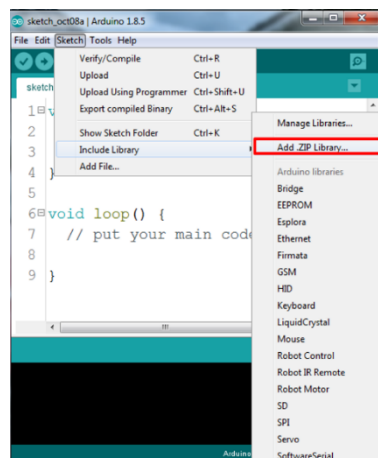 sketch_oct08a | Arduino 1.8.5
File Edit Sketch Tools Help
Verify/Compile Ctrl+R
Upload Ctrl+U
Upload Using Programmer Ctrl+Shift+U
Export compiled Binary Ctrl+Alt+S
Show Sketch Folder Ctrl+K
Include Library
Add File...
Manage Libraries...
Add .ZIP Library...
Arduino libraries
Bridge
EEPROM
Esplora
Ethernet
Firmata
GSM
HID
Keyboard
LiquidCrystal
Mouse
Robot Control
Robot IR Remote
Robot Motor
SD
SPI
Servo
SoftwareSerial
sketch
1 v
2
3
4 }
5
6 void loop() {
7 // put your main code
8
9 }
Arduino